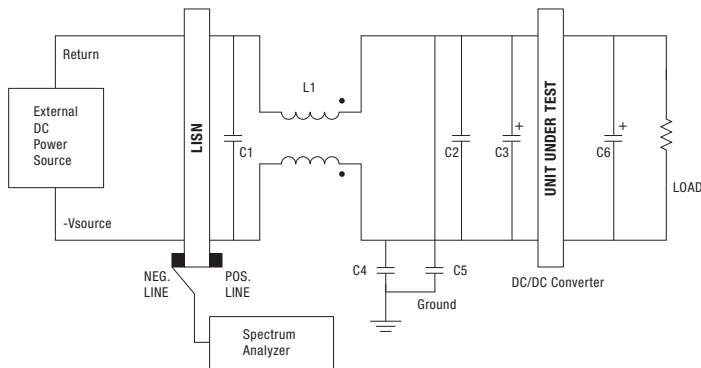 Return
External
DC
Power
Source
-Vsource
LISN
C1
L1
C2
C3
+
UNIT UNDER TEST
C6
+
LOAD
NEG.
LINE
POS.
LINE
C4
C5
Ground
DC/DC Converter
Spectrum
Analyzer